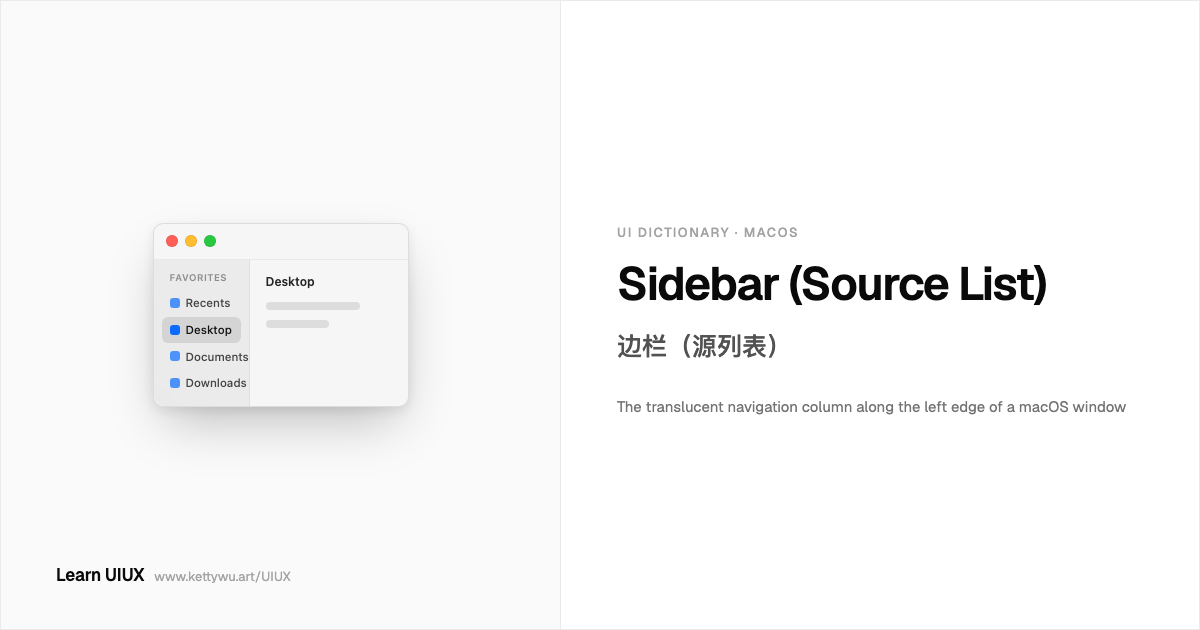 FAVORITES
Recents
Desktop
Documents
Downloads
Desktop
Learn UIUX www.kettywu.art/UIUX
UI DICTIONARY · MACOS
Sidebar (Source List)
边栏（源列表）
The translucent navigation column along the left edge of a macOS window